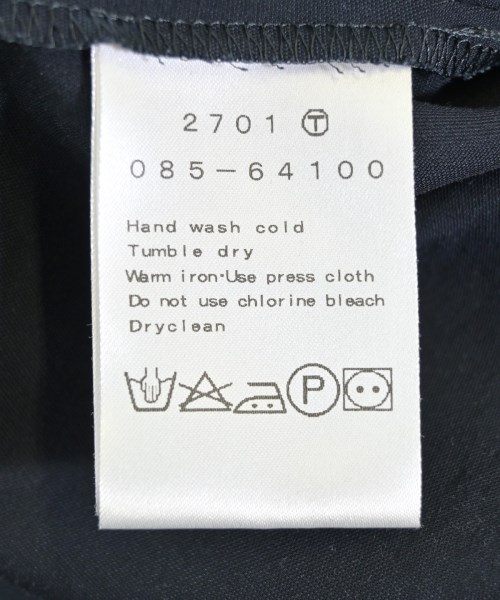 2701 Ⓣ
085-64100
Hand wash cold
Tumble dry
Warm iron·Use press cloth
Do not use chlorine bleach
Dryclean
P